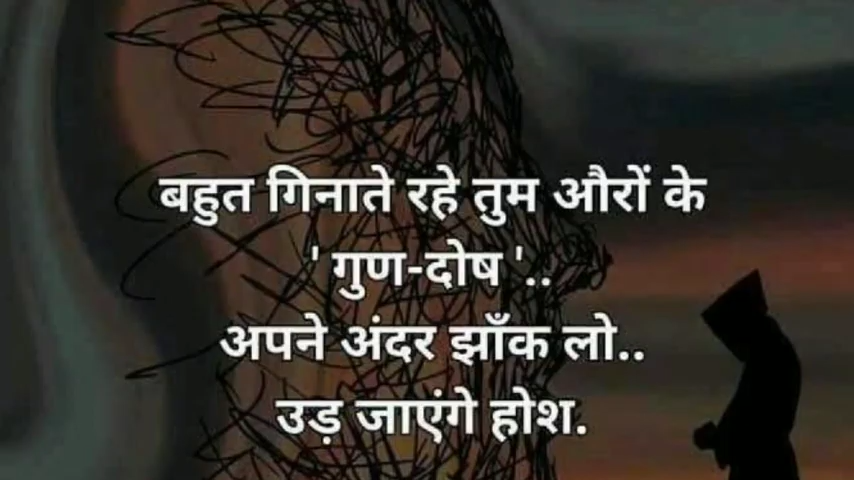 बहुत गिनाते रहे तुम औरों के
' गुण-दोष '..
अपने अंदर झाँक लो..
उड़ जाएंगे होश.